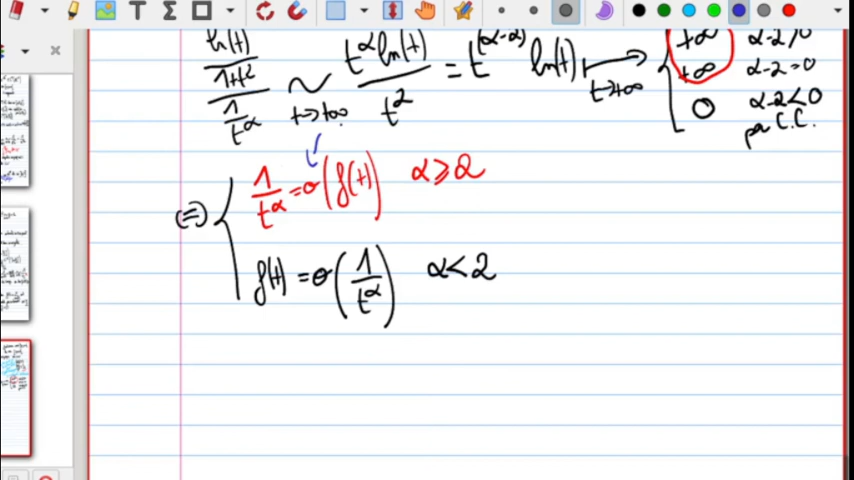 ln(t)/(1+t²) / (1/t^α) ∼ t→+∞ t^α ln(t)/t² = t^(α-2) ln(t) ⟼ t→+∞ { +∞ α-2>0
+∞ α-2=0
0 α-2<0
par C.C.
(=) { 1/t^α = o(f(t)) α⩾2
f(t) = o(1/t^α) α<2